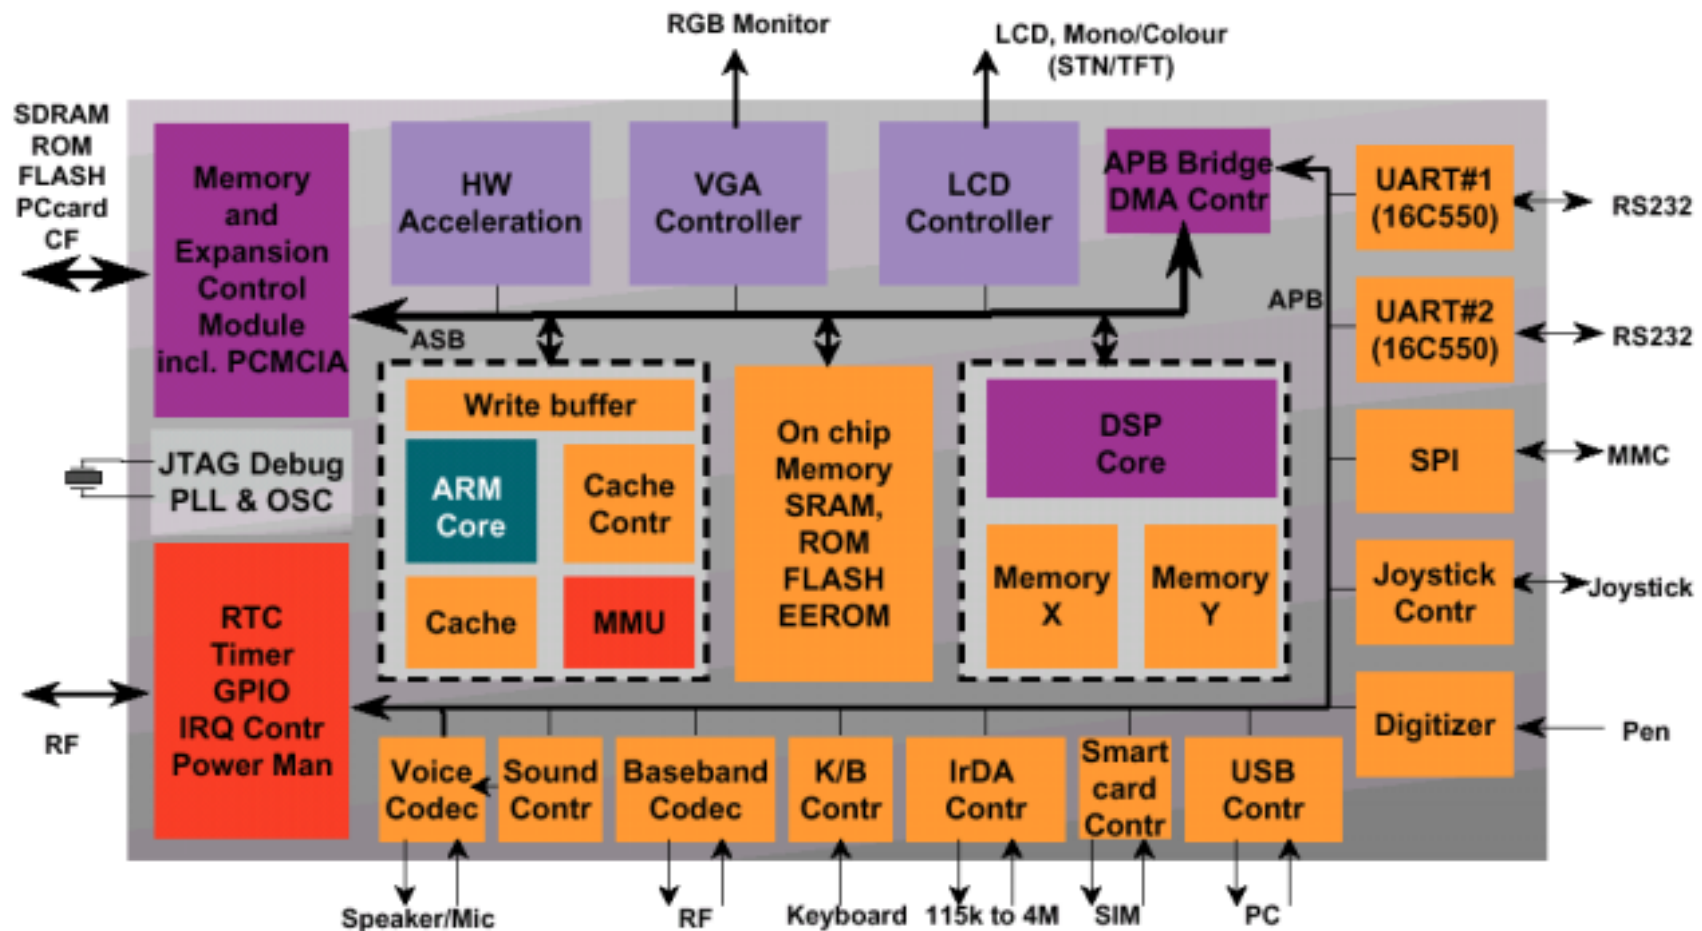 RGB Monitor
LCD, Mono/Colour
(STN/TFT)
SDRAM
ROM
FLASH
PCcard
CF
Memory
and
Expansion
Control
Module
incl. PCMCIA
HW
Acceleration
VGA
Controller
LCD
Controller
APB Bridge
DMA Contr
UART#1
(16C550)
RS232
ASB
APB
UART#2
(16C550)
RS232
JTAG Debug
PLL & OSC
Write buffer
ARM
Core
Cache
Contr
Cache
MMU
On chip
Memory
SRAM,
ROM
FLASH
EEROM
DSP
Core
Memory
X
Memory
Y
SPI
MMC
Joystick
Contr
Joystick
Digitizer
Pen
RTC
Timer
GPIO
IRQ Contr
Power Man
RF
Voice
Codec
Sound
Contr
Baseband
Codec
K/B
Contr
IrDA
Contr
Smart
card
Contr
USB
Contr
Speaker/Mic
RF
Keyboard
115k to 4M
SIM
PC